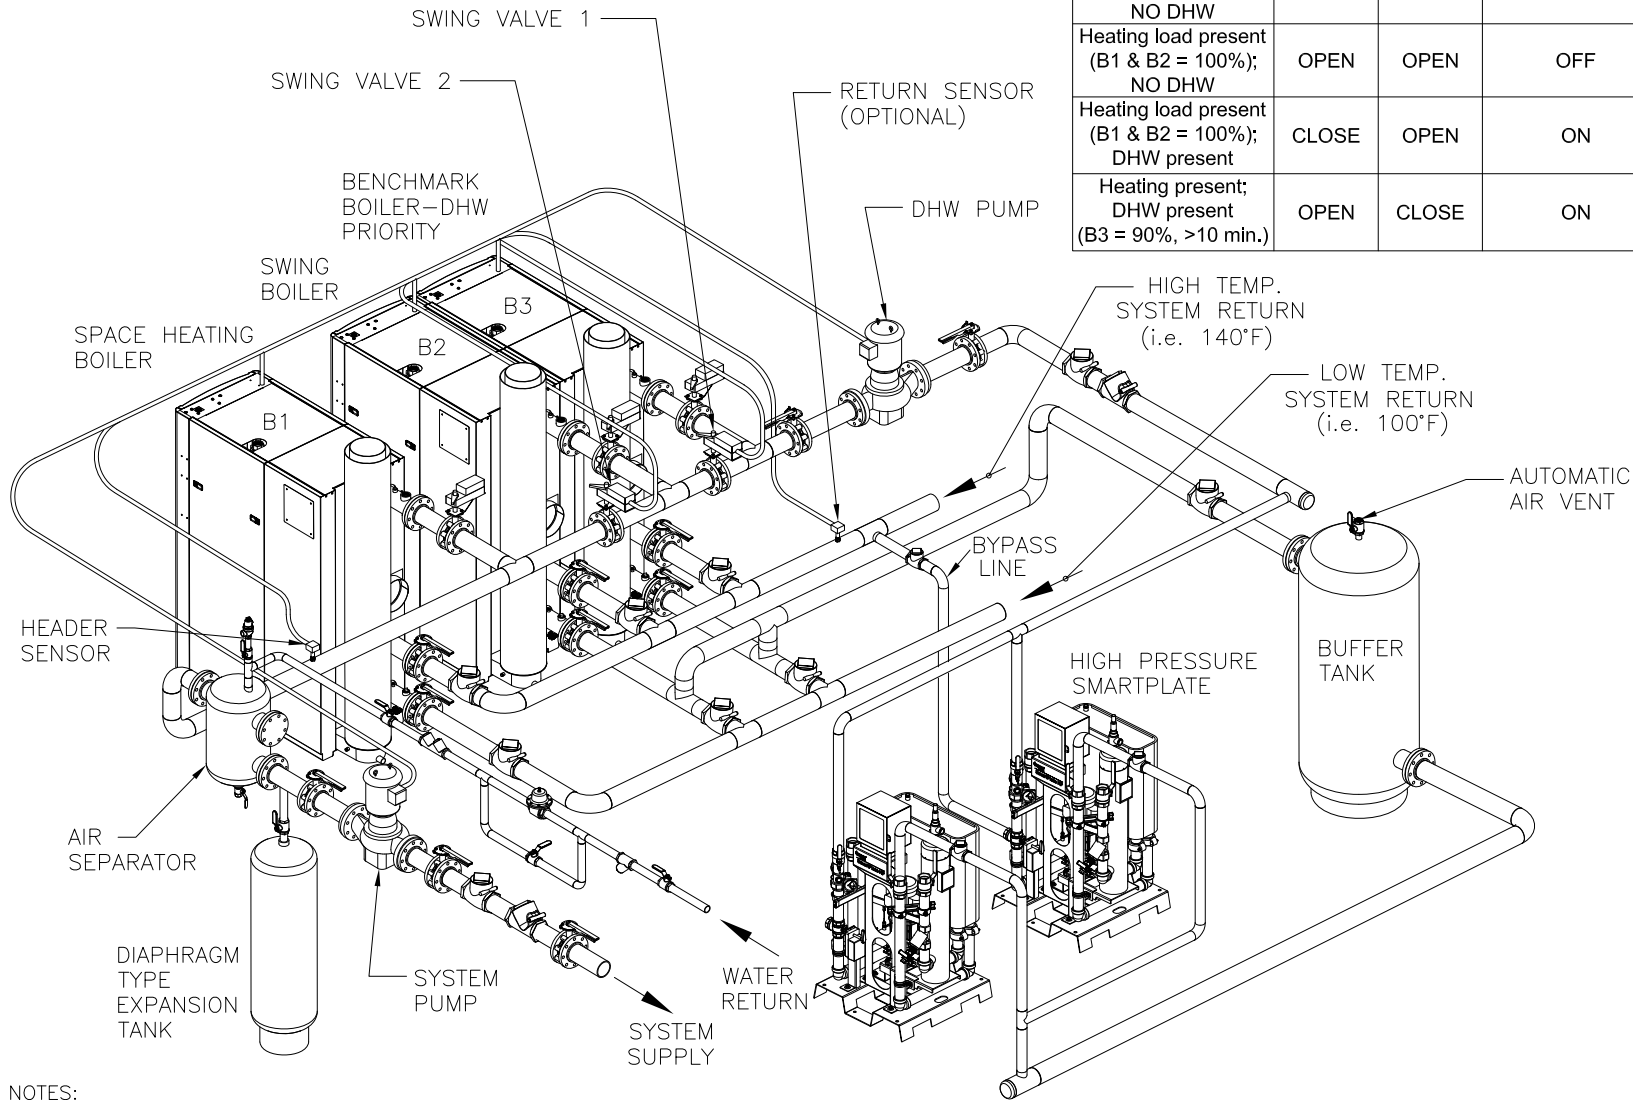 SWING VALVE 1
SWING VALVE 2
RETURN SENSOR
(OPTIONAL)
NO DHW
Heating load present
(B1 & B2 = 100%);
NO DHW
OPEN
OPEN
OFF
Heating load present
(B1 & B2 = 100%);
DHW present
CLOSE
OPEN
ON
Heating present;
DHW present
(B3 = 90%, >10 min.)
OPEN
CLOSE
ON
BENCHMARK
BOILER-DHW
PRIORITY
DHW PUMP
SWING
BOILER
SPACE HEATING
BOILER
B3
B2
B1
HIGH TEMP.
SYSTEM RETURN
(i.e. 140°F)
LOW TEMP.
SYSTEM RETURN
(i.e. 100°F)
AUTOMATIC
AIR VENT
BYPASS
LINE
HEADER
SENSOR
BUFFER
TANK
HIGH PRESSURE
SMARTPLATE
AIR
SEPARATOR
DIAPHRAGM
TYPE
EXPANSION
TANK
SYSTEM
PUMP
WATER
RETURN
SYSTEM
SUPPLY
NOTES: